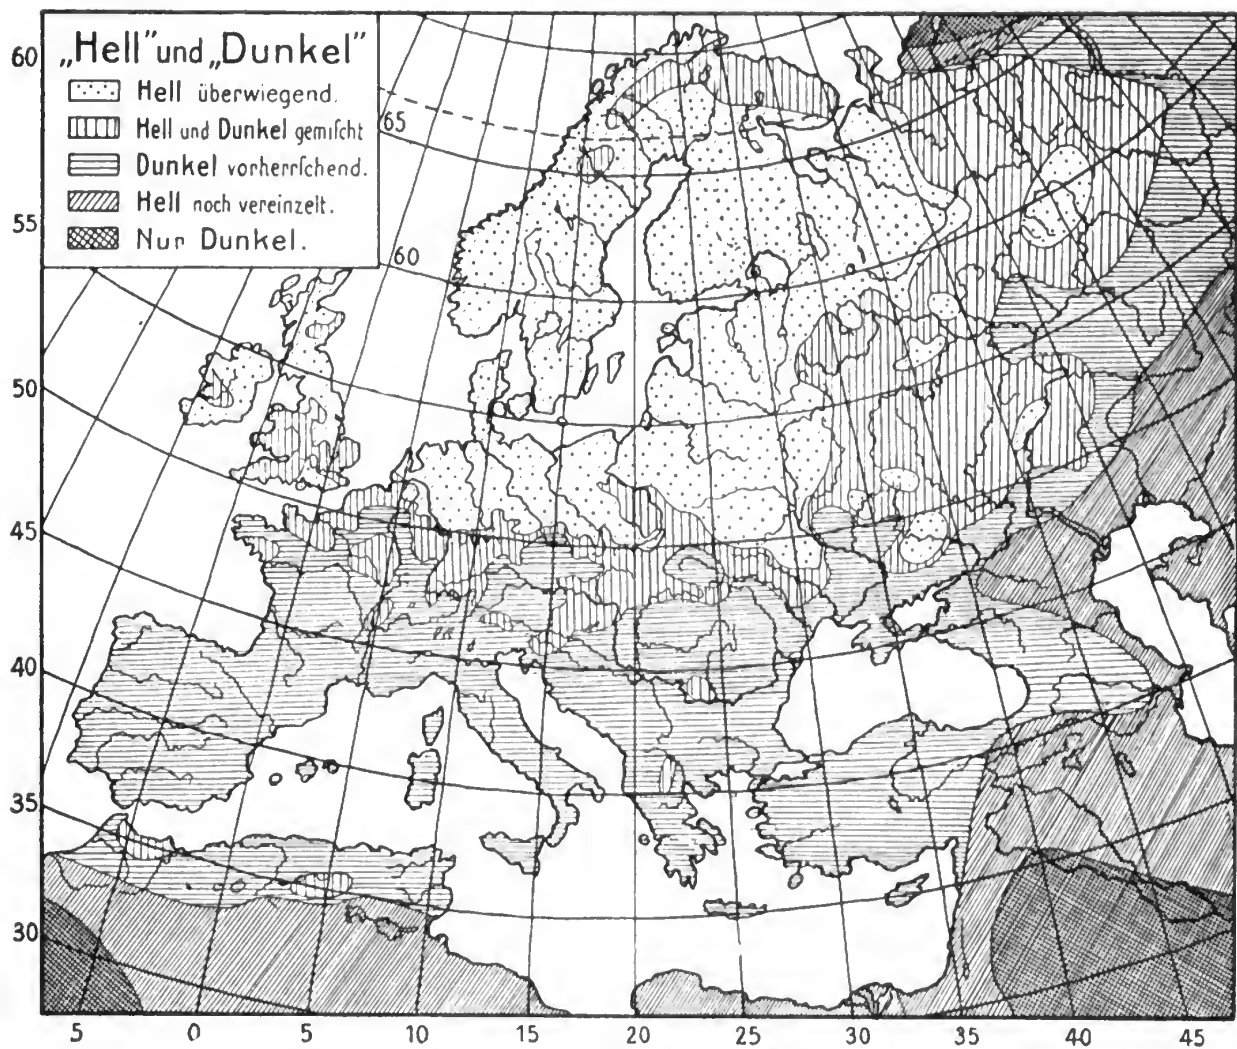 „Hell” und „Dunkel”
Hell überwiegend.
Hell und Dunkel gemiſcht
Dunkel vorherrſchend.
Hell noch vereinzelt.
Nur Dunkel.
60
55
50
45
40
35
30
65
60
5 0 5 10 15 20 25 30 35 40 45